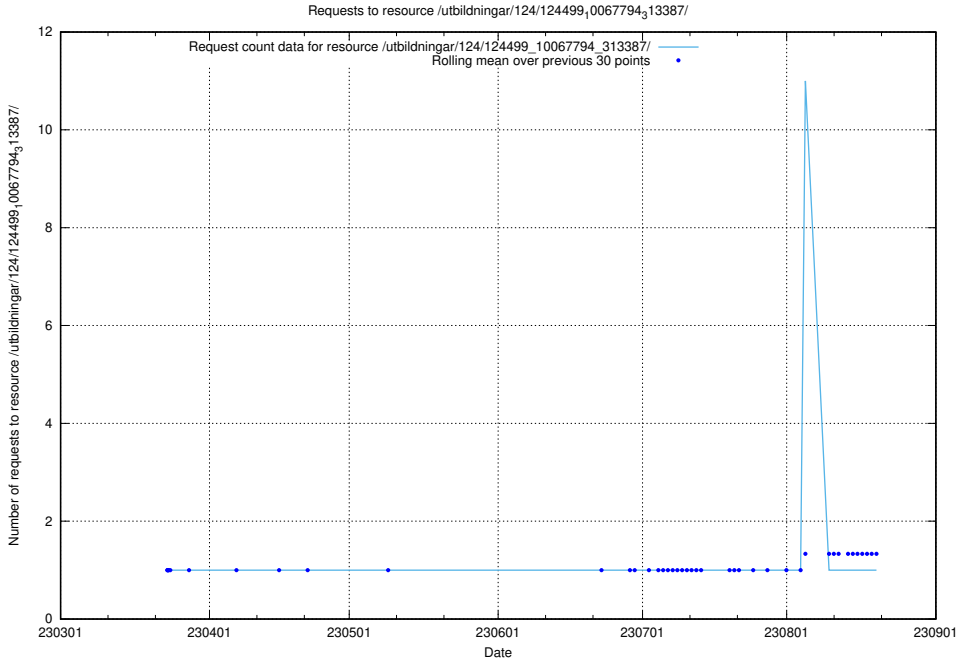 Requests to resource /utbildningar/124/124499₁0067794₃13387/
Request count data for resource /utbildningar/124/124499_10067794_313387/
Rolling mean over previous 30 points
Number of requests to resource /utbildningar/124/124499₁0067794₃13387/
12
10
8
6
4
2
0
230301 230401 230501 230601 230701 230801 230901
Date